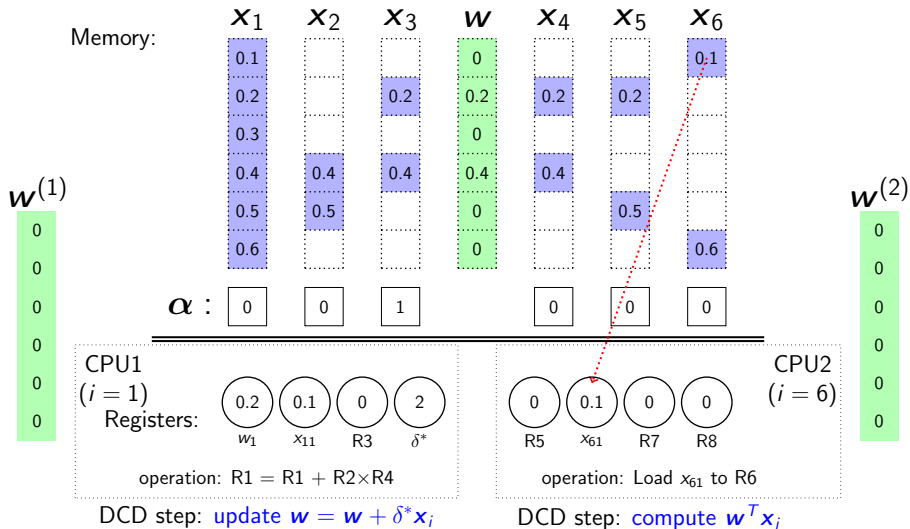 x₁ x₂ x₃ w x₄ x₅ x₆
Memory:
0.1 0 0.1
0.2 0.2 0.2 0.2 0.2
0.3 0
0.4 0.4 0.4 0.4 0.4
0.5 0.5 0 0.5
0.6 0 0.6
w⁽¹⁾
0
0
0
0
0
0
w⁽²⁾
0
0
0
0
0
0
α : 0 0 1 0 0 0
CPU1
(i = 1)
Registers:
0.2 0.1 0 2
w₁ x₁₁ R3 δ*
operation: R1 = R1 + R2×R4
DCD step: update w = w + δ*xᵢ
CPU2
(i = 6)
0 0.1 0 0
R5 x₆₁ R7 R8
operation: Load x₆₁ to R6
DCD step: compute wᵀxᵢ